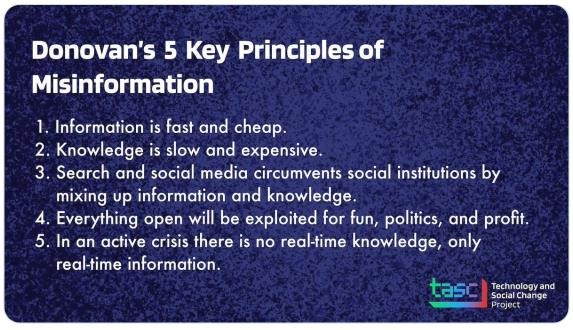 Donovan's 5 Key Principles of
Misinformation
1. Information is fast and cheap.
2. Knowledge is slow and expensive.
3. Search and social media circumvents social institutions by
mixing up information and knowledge.
4. Everything open will be exploited for fun, politics, and profit.
5. In an active crisis there is no real-time knowledge, only
real-time information.
tasc
Technology and
Social Change
Project